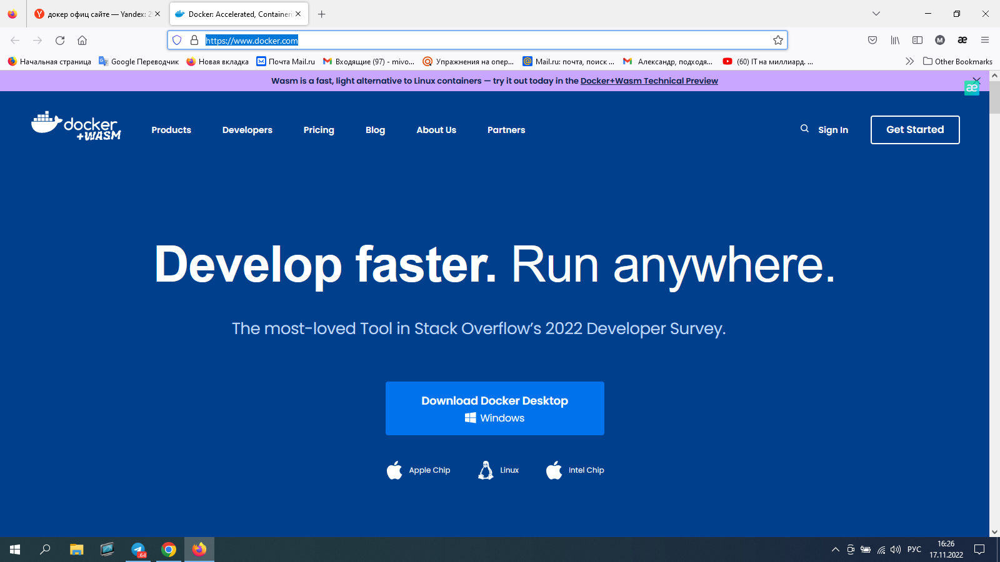 докер офиц сайте — Yandex: 2
Docker: Accelerated, Containeri
https://www.docker.com
M
æ
Начальная страница
Google Переводчик
Новая вкладка
Почта Mail.ru
Входящие (97) - mivo...
Упражнения на опер...
Mail.ru: почта, поиск ...
Александр, подходя...
(60) IT на миллиард. ...
Other Bookmarks
Wasm is a fast, light alternative to Linux containers — try it out today in the Docker+Wasm Technical Preview
æ
docker
+WASM
Products
Developers
Pricing
Blog
About Us
Partners
Sign In
Get Started
Develop faster. Run anywhere.
The most-loved Tool in Stack Overflow’s 2022 Developer Survey.
Download Docker Desktop
Windows
Apple Chip
Linux
Intel Chip
.64
РУС
16:26
17.11.2022